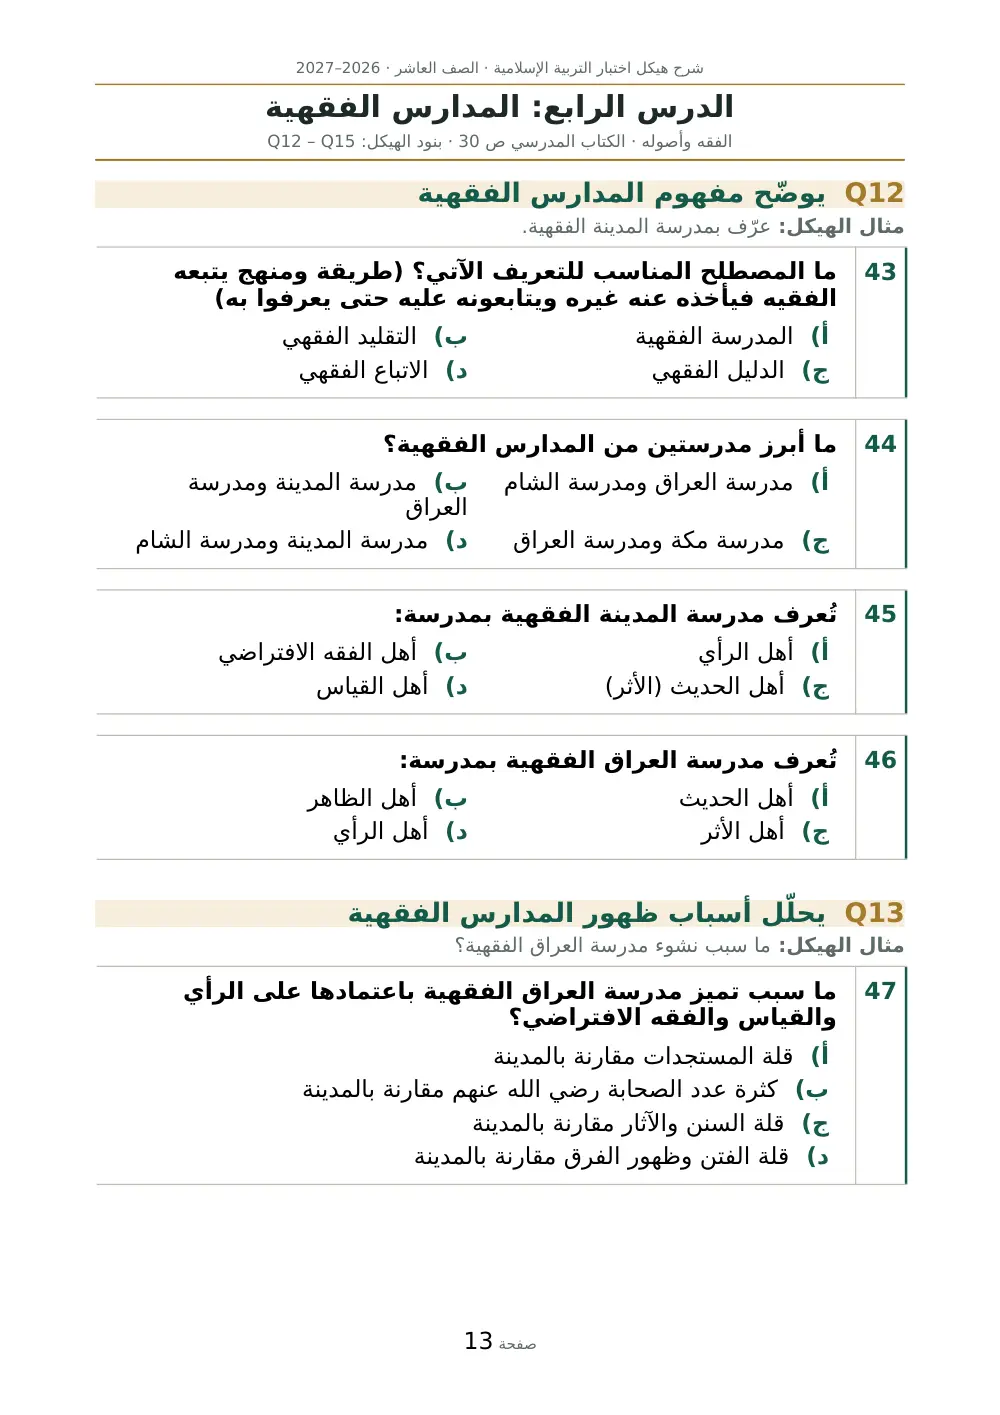 شرح هيكل اختبار التربية الإسلامية · الصف العاشر · 2026–2027
الدرس الرابع: المدارس الفقهية
الفقه وأصوله · الكتاب المدرسي ص 30 · بنود الهيكل: Q12 – Q15
Q12 يوضّح مفهوم المدارس الفقهية
مثال الهيكل: عرّف بمدرسة المدينة الفقهية.
43 ما المصطلح المناسب للتعريف الآتي؟ (طريقة ومنهج يتبعه
الفقيه فيأخذه عنه غيره ويتابعونه عليه حتى يعرفوا به)
أ) المدرسة الفقهية ب) التقليد الفقهي
ج) الدليل الفقهي د) الاتباع الفقهي
44 ما أبرز مدرستين من المدارس الفقهية؟
أ) مدرسة العراق ومدرسة الشام ب) مدرسة المدينة ومدرسة
العراق
ج) مدرسة مكة ومدرسة العراق د) مدرسة المدينة ومدرسة الشام
45 تُعرف مدرسة المدينة الفقهية بمدرسة:
أ) أهل الرأي ب) أهل الفقه الافتراضي
ج) أهل الحديث (الأثر) د) أهل القياس
46 تُعرف مدرسة العراق الفقهية بمدرسة:
أ) أهل الحديث ب) أهل الظاهر
ج) أهل الأثر د) أهل الرأي
Q13 يحلّل أسباب ظهور المدارس الفقهية
مثال الهيكل: ما سبب نشوء مدرسة العراق الفقهية؟
47 ما سبب تميز مدرسة العراق الفقهية باعتمادها على الرأي
والقياس والفقه الافتراضي؟
أ) قلة المستجدات مقارنة بالمدينة
ب) كثرة عدد الصحابة رضي الله عنهم مقارنة بالمدينة
ج) قلة السنن والآثار مقارنة بالمدينة
د) قلة الفتن وظهور الفرق مقارنة بالمدينة
صفحة 13